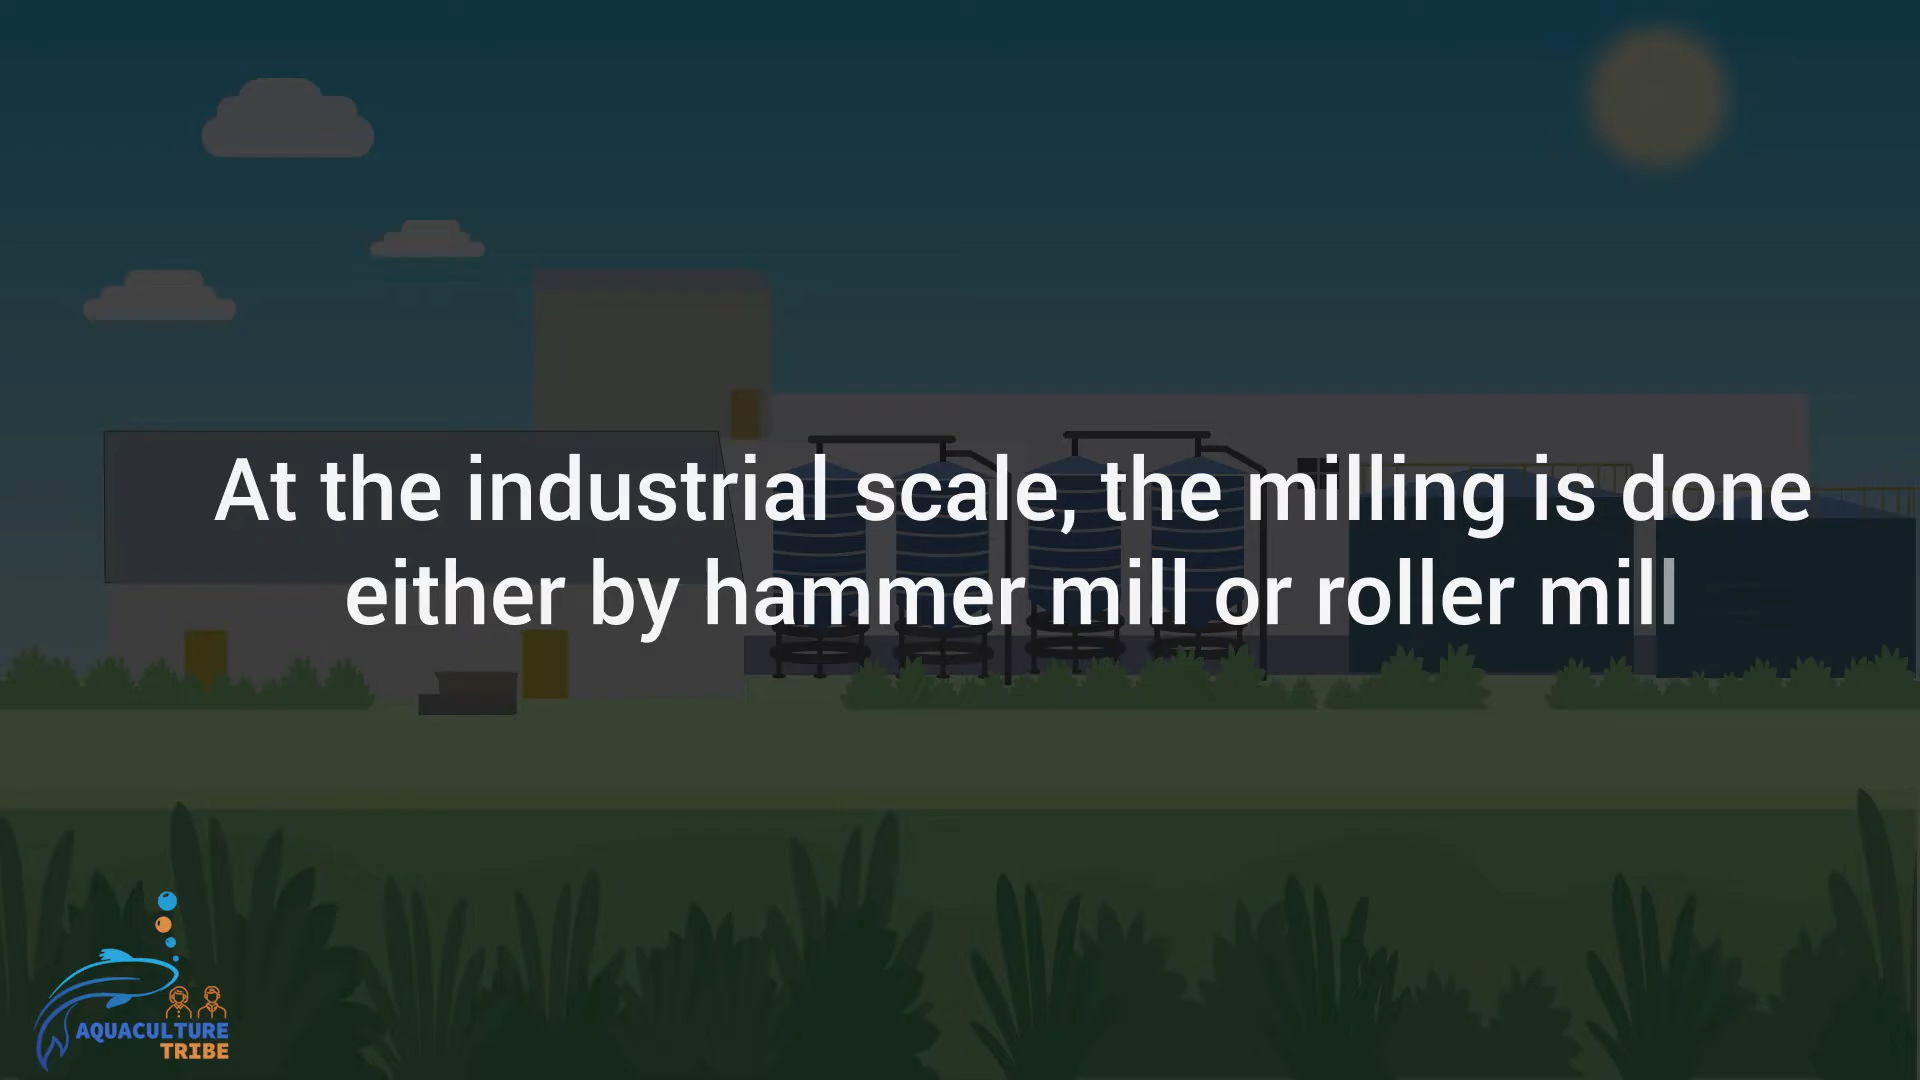 At the industrial scale, the milling is done
either by hammer mill or roller mill
AQUACULTURE
TRIBE